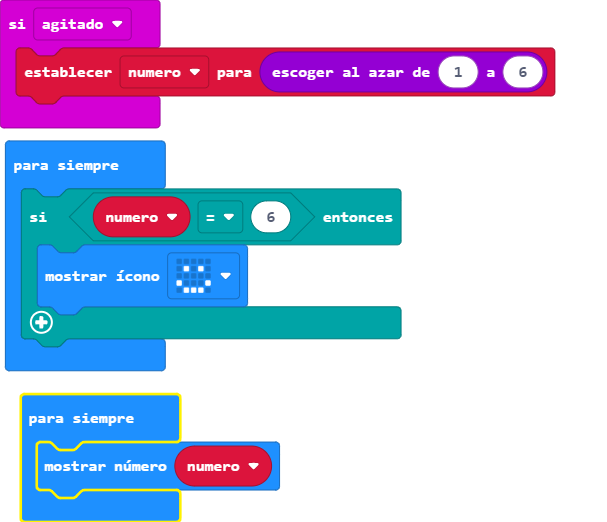 si agitado
establecer numero para escoger al azar de 1 a 6
para siempre
si numero = 6 entonces
mostrar ícono
para siempre
mostrar número numero